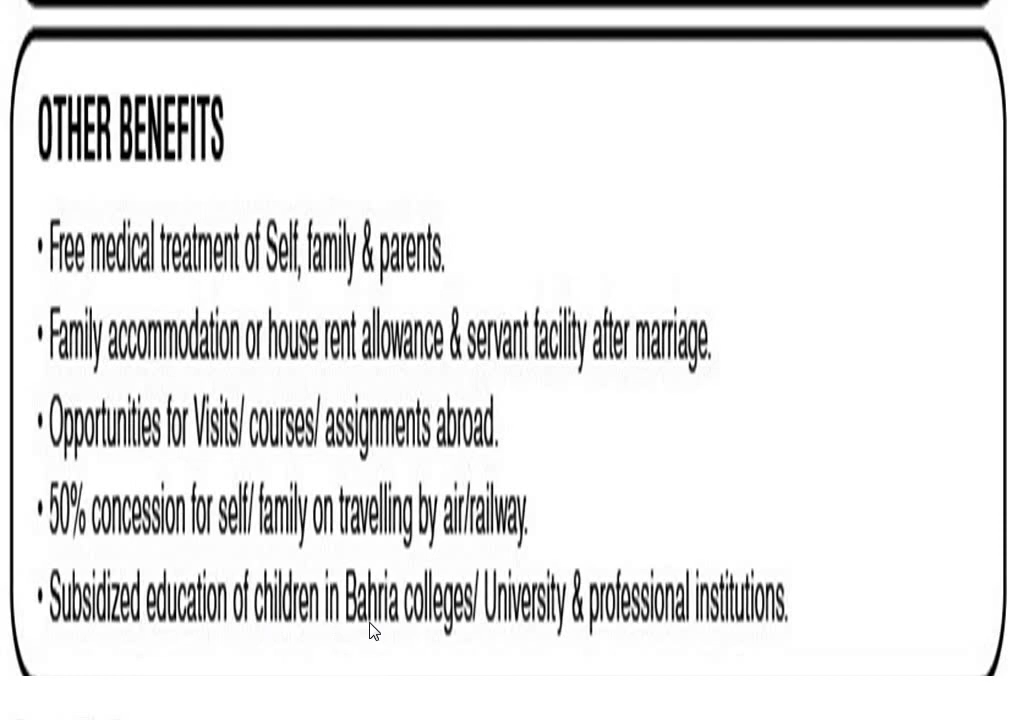 OTHER BENEFITS
• Free medical treatment of Self, family & parents.
• Family accommodation or house rent allowance & servant facility after marriage.
• Opportunities for Visits/ courses/ assignments abroad.
• 50% concession for self/ family on travelling by air/railway.
• Subsidized education of children in Bahria colleges/ University & professional institutions.